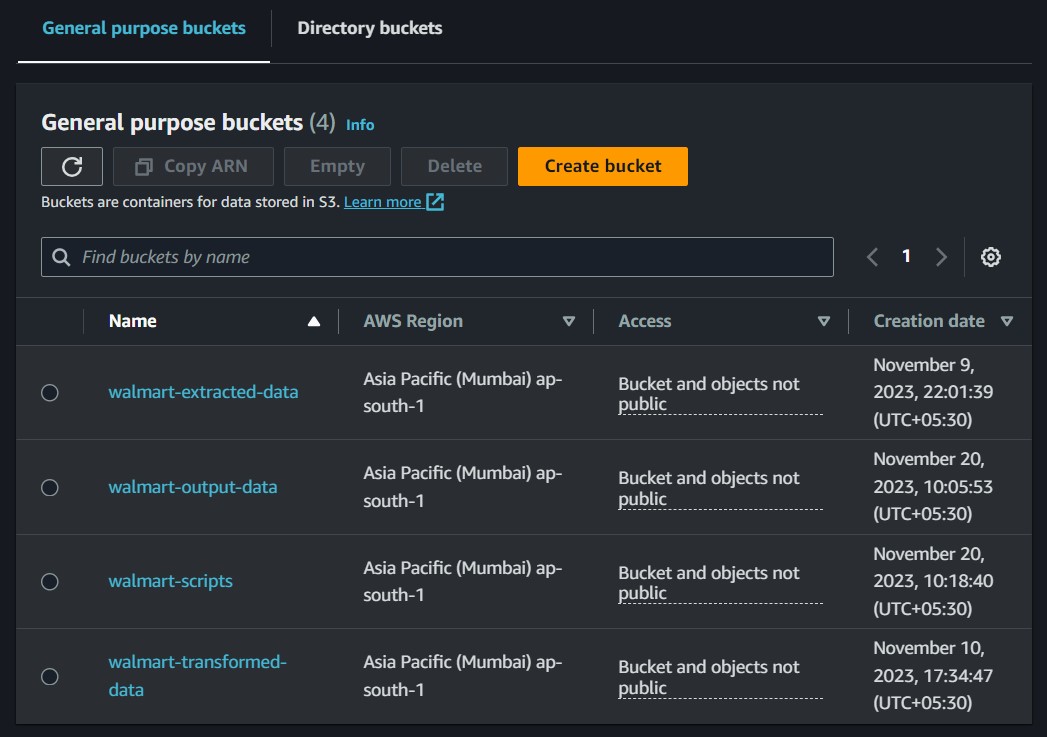 General purpose buckets
Directory buckets
General purpose buckets (4) Info
Copy ARN
Empty
Delete
Create bucket
Buckets are containers for data stored in S3. Learn more
Find buckets by name
1
Name
AWS Region
Access
Creation date
walmart-extracted-data
Asia Pacific (Mumbai) ap-
south-1
Bucket and objects not
public
November 9,
2023, 22:01:39
(UTC+05:30)
walmart-output-data
Asia Pacific (Mumbai) ap-
south-1
Bucket and objects not
public
November 20,
2023, 10:05:53
(UTC+05:30)
walmart-scripts
Asia Pacific (Mumbai) ap-
south-1
Bucket and objects not
public
November 20,
2023, 10:18:40
(UTC+05:30)
walmart-transformed-
data
Asia Pacific (Mumbai) ap-
south-1
Bucket and objects not
public
November 10,
2023, 17:34:47
(UTC+05:30)